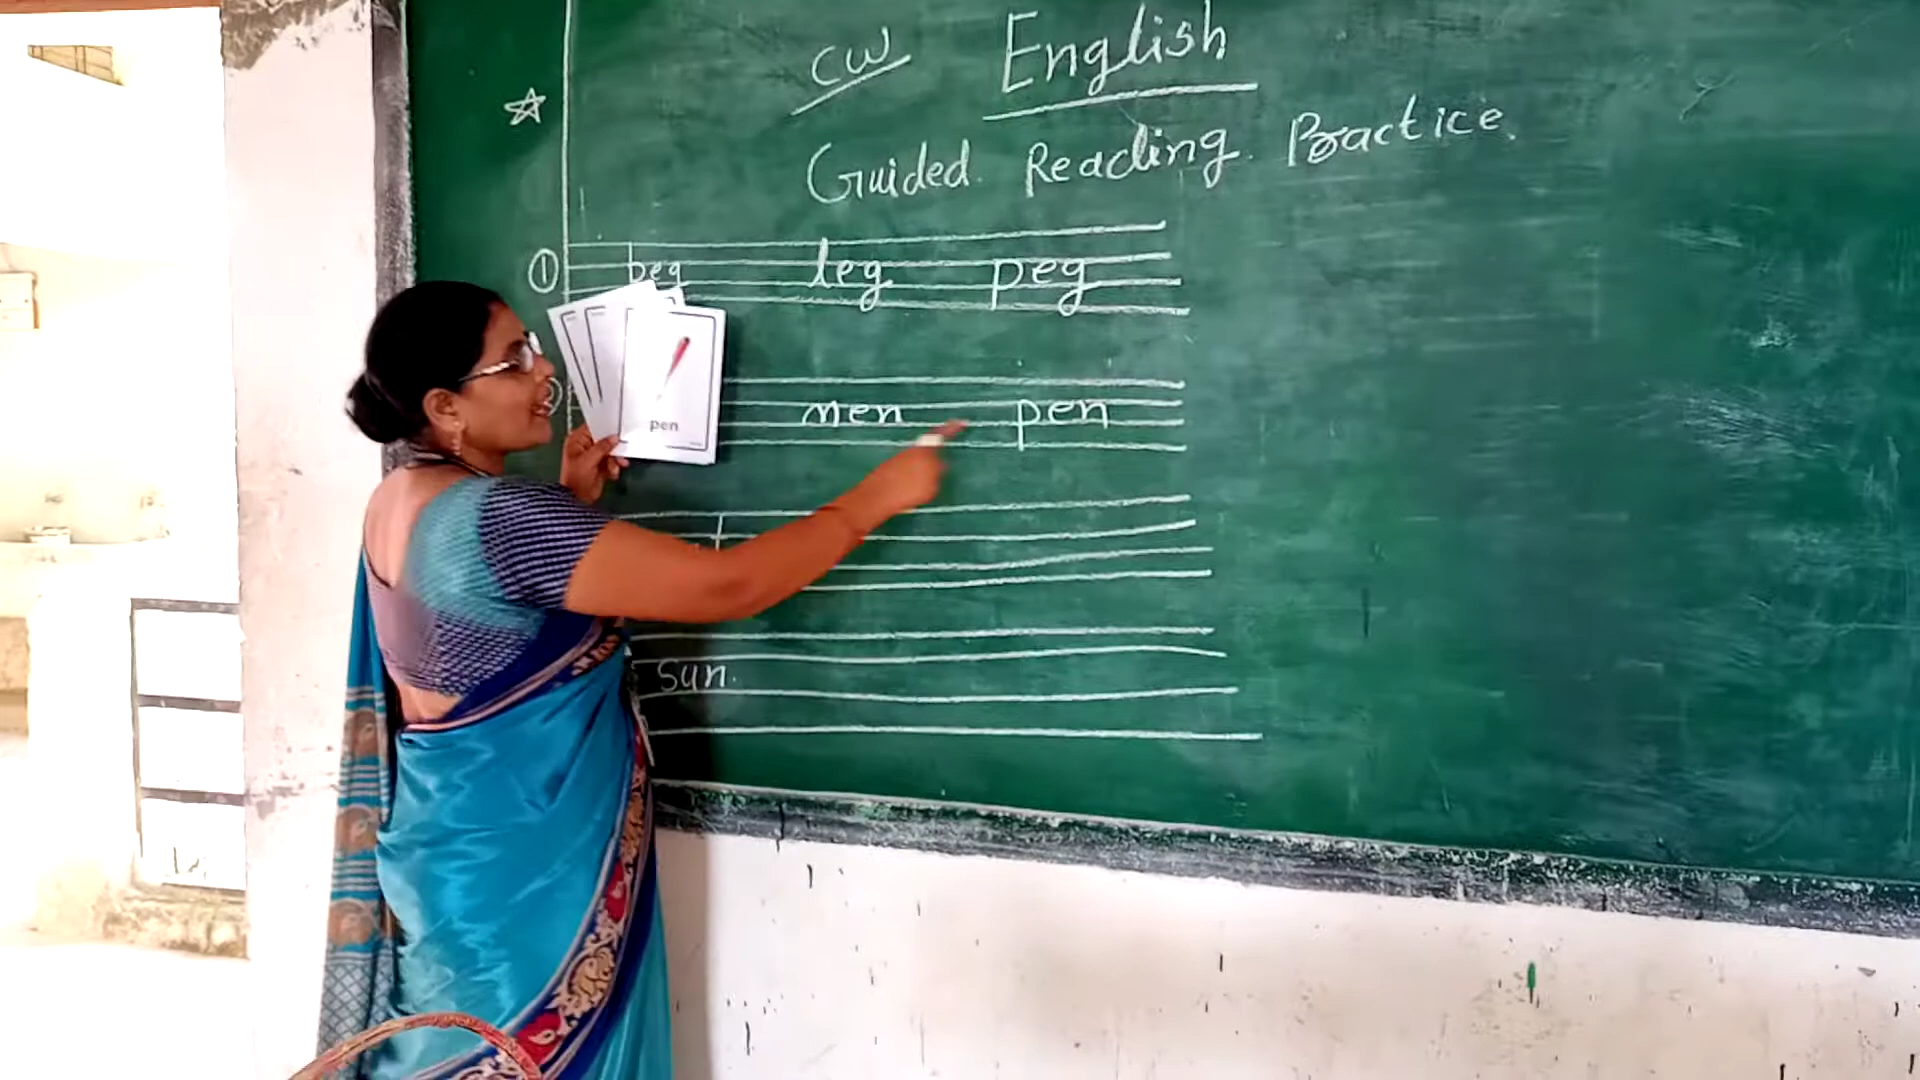 CW English
Guided Reading Practice.
1 beg leg peg
pen
men pen
sun.